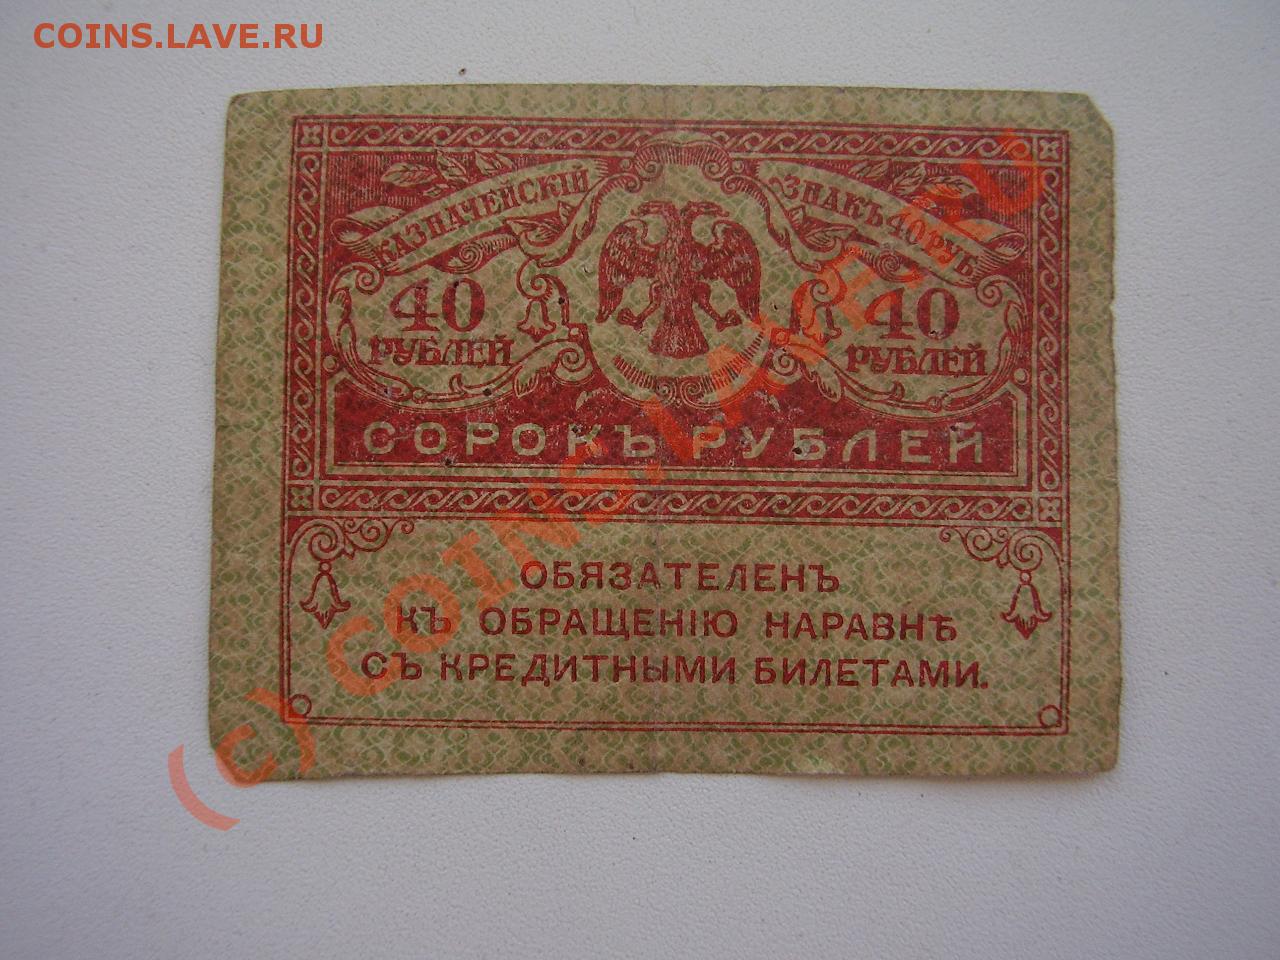 COINS.LAVE.RU
КАЗНАЧЕЙСКІЙ ЗНАКЪ 40 РУБ
40 40
РУБЛЕЙ РУБЛЕЙ
СОРОКЪ РУБЛЕЙ
ОБЯЗАТЕЛЕНЪ
КЪ ОБРАЩЕНІЮ НАРАВНѢ
СЪ КРЕДИТНЫМИ БИЛЕТАМИ.
(c) COINS.LAVE.RU